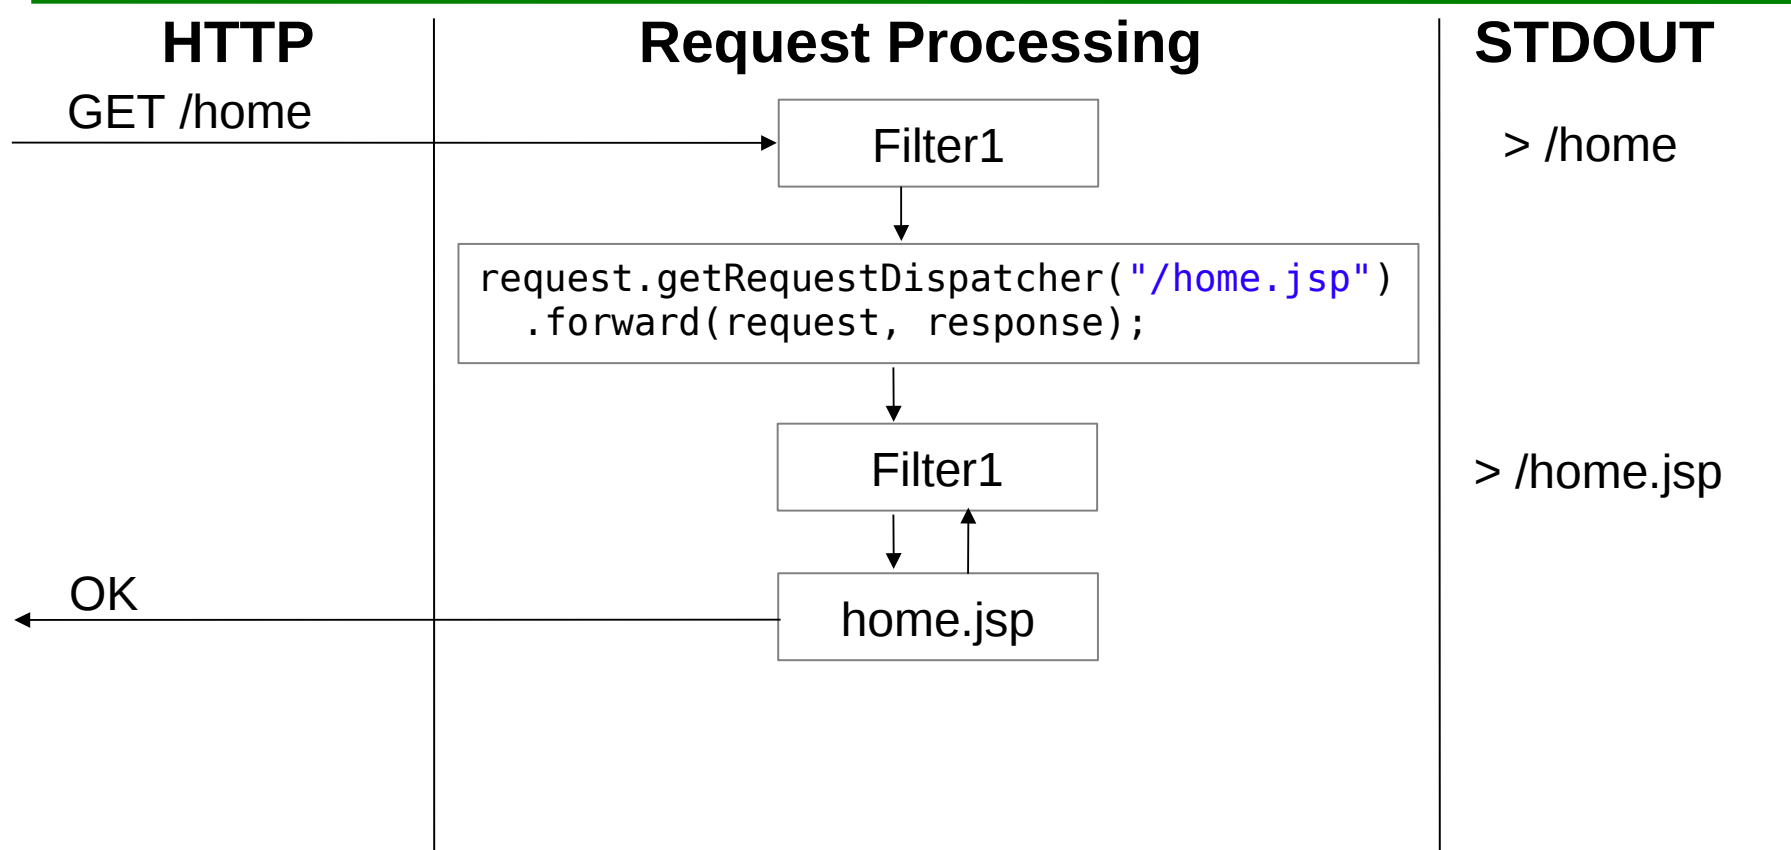 HTTP
Request Processing
STDOUT
GET /home
Filter1
> /home
request.getRequestDispatcher("/home.jsp")
.forward(request, response);
Filter1
> /home.jsp
OK
home.jsp